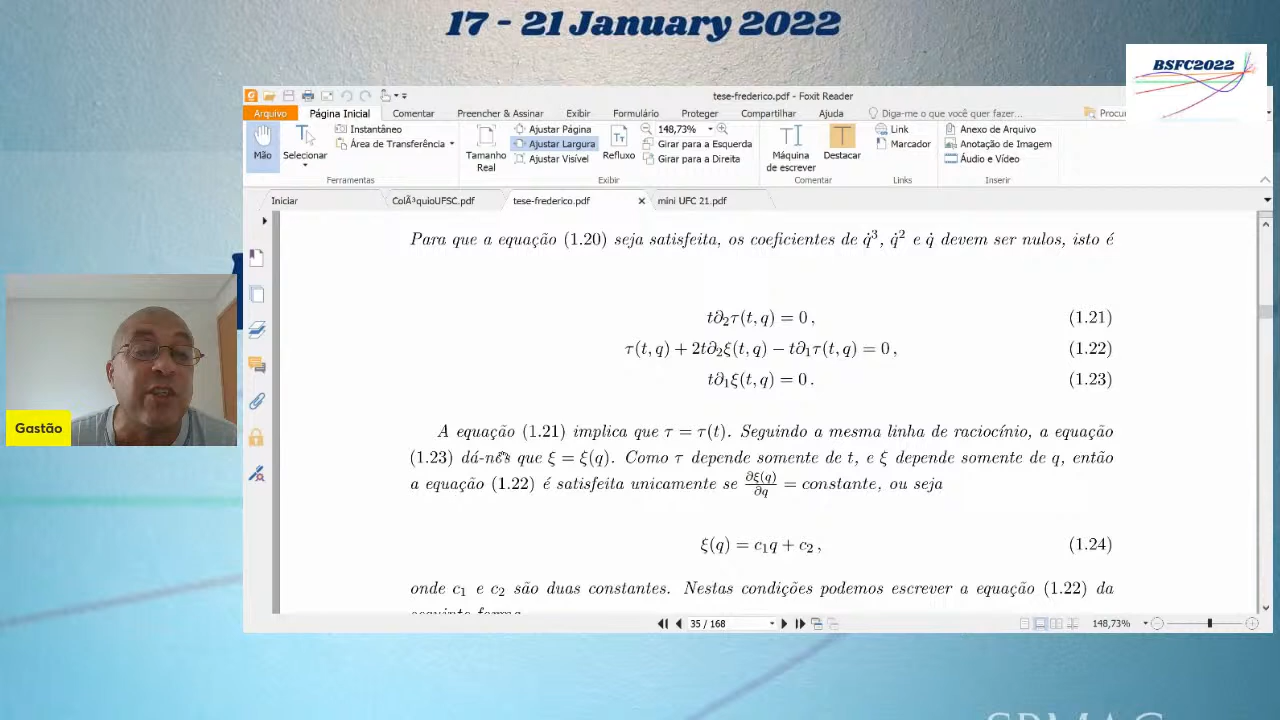 17 - 21 January 2022
BSFC2022
tese-frederico.pdf - Foxit Reader
Arquivo Página Inicial Comentar Preencher & Assinar Exibir Formulário Proteger Compartilhar Ajuda Diga-me o que você quer fazer... Procu
Mão
Selecionar
Instantâneo
Área de Transferência
Ferramentas
Tamanho Real
Ajustar Página
Ajustar Largura
Ajustar Visível
Refluxo
148,73%
Girar para a Esquerda
Girar para a Direita
Exibir
Máquina de escrever
Destacar
Comentar
Link
Marcador
Links
Anexo de Arquivo
Anotação de Imagem
Áudio e Vídeo
Inserir
Iniciar ColÃ³quioUFSC.pdf tese-frederico.pdf mini UFC 21.pdf
Para que a equação (1.20) seja satisfeita, os coeficientes de q̇³, q̇² e q̇ devem ser nulos, isto é
t∂₂τ(t, q) = 0 , (1.21)
τ(t, q) + 2t∂₂ξ(t, q) − t∂₁τ(t, q) = 0 , (1.22)
t∂₁ξ(t, q) = 0 . (1.23)
A equação (1.21) implica que τ = τ(t). Seguindo a mesma linha de raciocínio, a equação
(1.23) dá-nos que ξ = ξ(q). Como τ depende somente de t, e ξ depende somente de q, então
a equação (1.22) é satisfeita unicamente se ∂ξ(q)/∂q = constante, ou seja
ξ(q) = c₁q + c₂ , (1.24)
onde c₁ e c₂ são duas constantes. Nestas condições podemos escrever a equação (1.22) da
seguinte forma
35 / 168
148,73%
Gastão